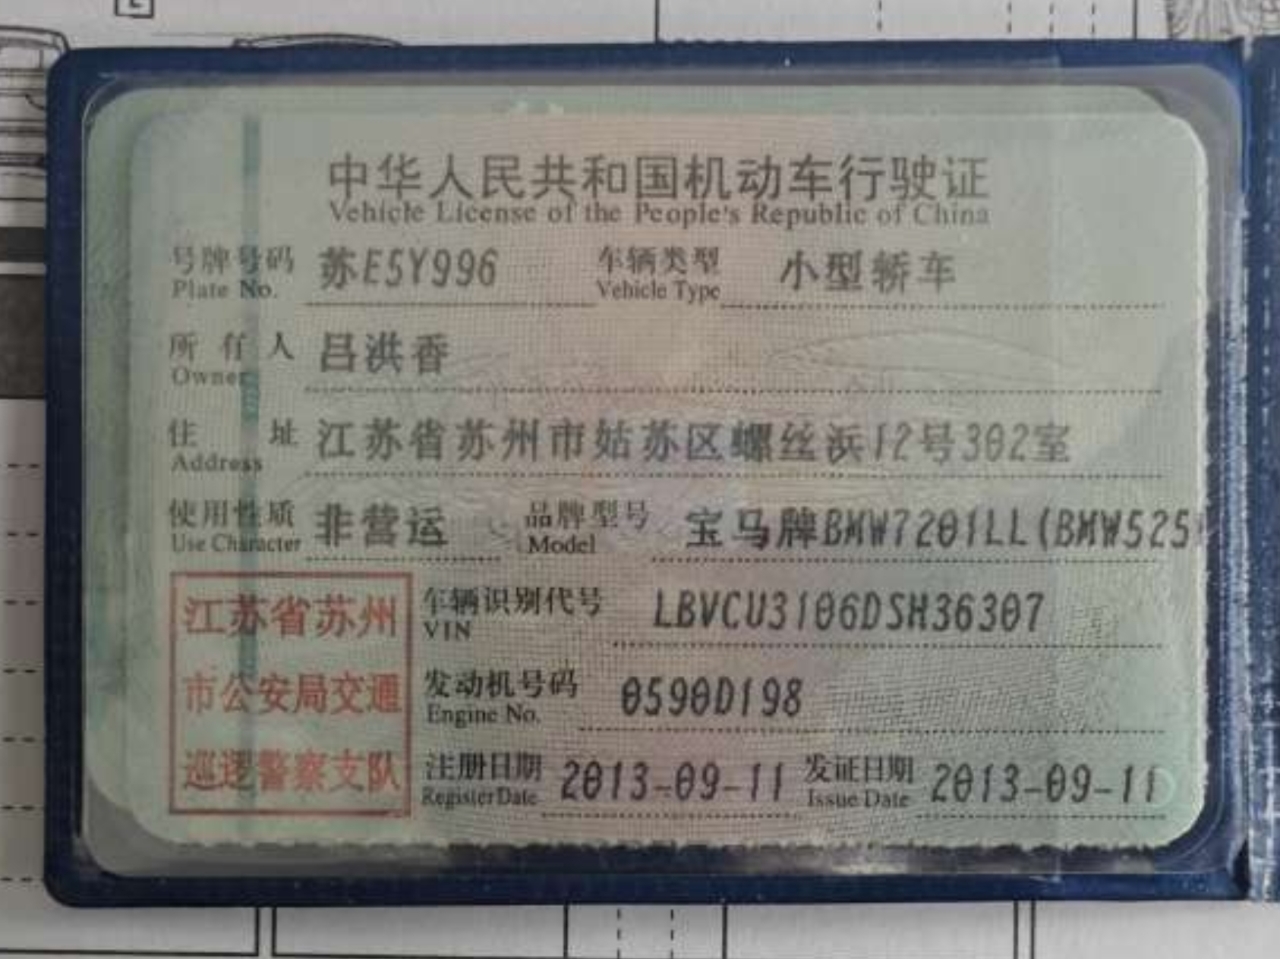 中华人民共和国机动车行驶证
Vehicle License of the People's Republic of China
号牌号码 苏E5Y996 车辆类型 小型轿车
Plate No. Vehicle Type
所有人 吕洪香
Owner
住址 江苏省苏州市姑苏区螺丝浜12号302室
Address
使用性质 非营运 品牌型号 宝马牌BMW7201LL(BMW525
Use Character Model
江苏省苏州 车辆识别代号 LBVCU3106DSH36307
VIN
市公安局交通 发动机号码 0590D198
Engine No.
巡逻警察支队 注册日期 2013-09-11 发证日期 2013-09-11
Register Date Issue Date